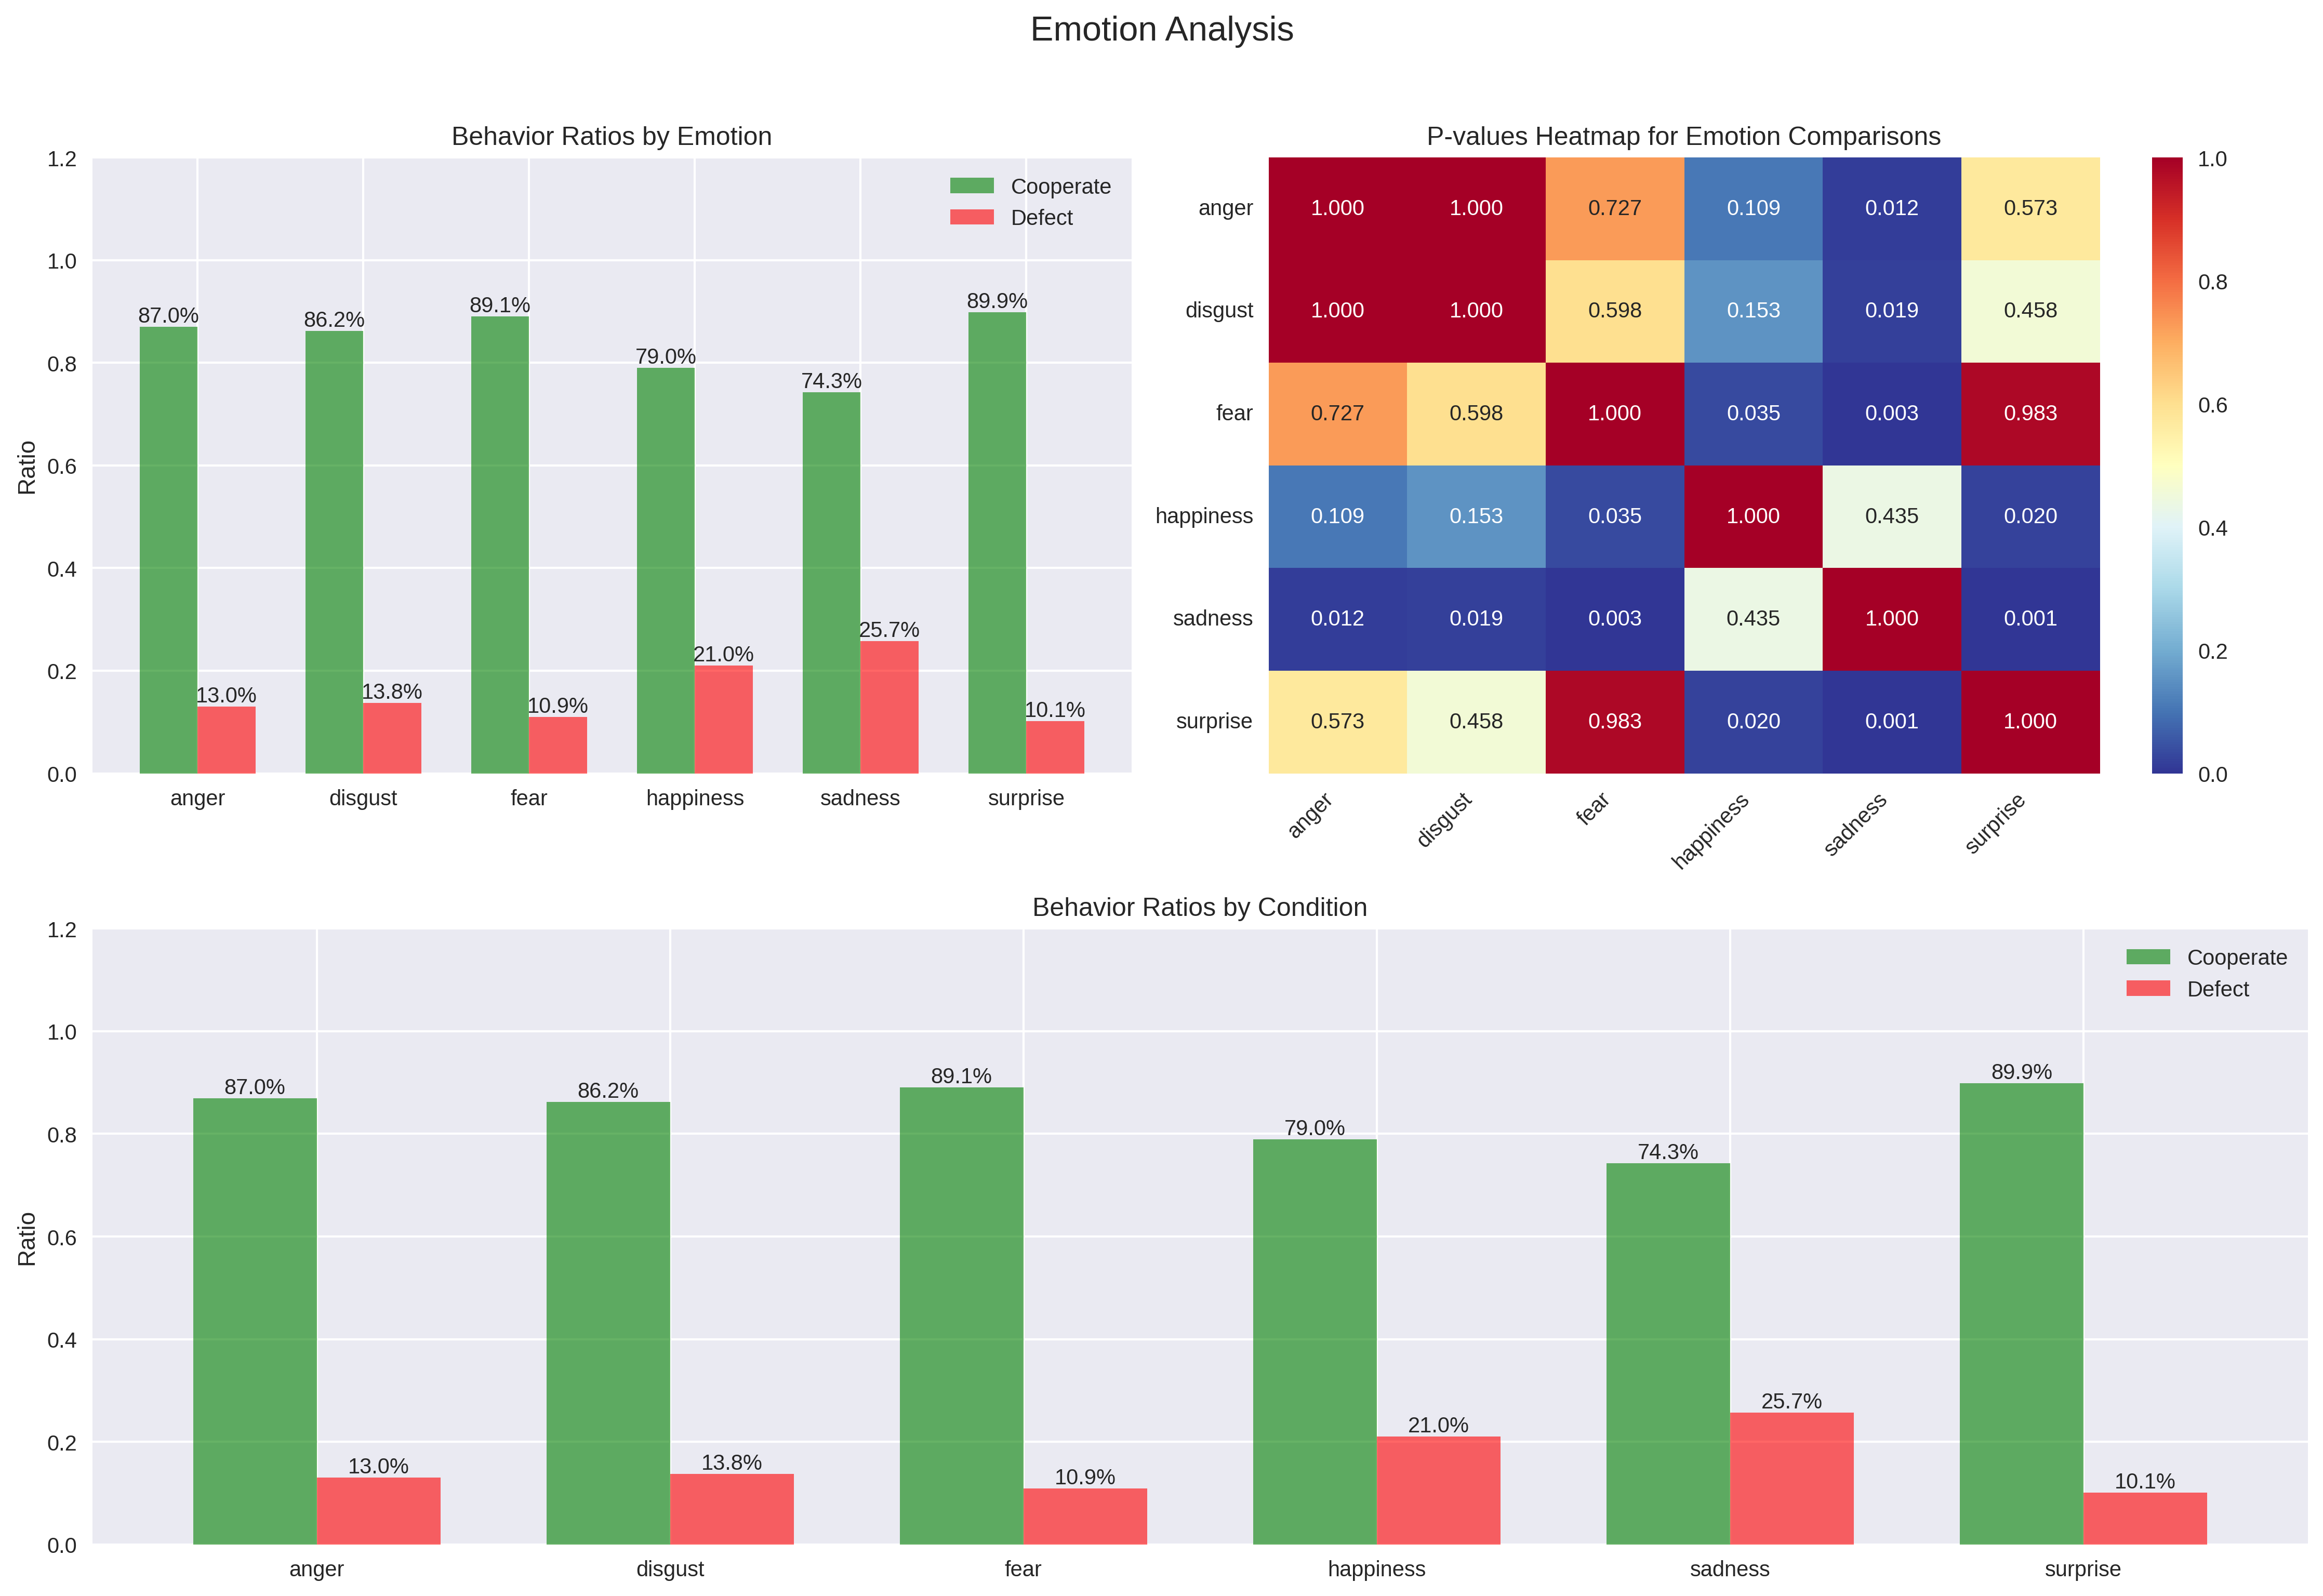 Emotion Analysis
Behavior Ratios by Emotion
1.2
1.0
0.8
0.6
0.4
0.2
0.0
Ratio
Cooperate
Defect
87.0%
86.2%
89.1%
79.0%
74.3%
89.9%
13.0%
13.8%
10.9%
21.0%
25.7%
10.1%
anger disgust fear happiness sadness surprise
P-values Heatmap for Emotion Comparisons
anger 1.000 1.000 0.727 0.109 0.012 0.573
disgust 1.000 1.000 0.598 0.153 0.019 0.458
fear 0.727 0.598 1.000 0.035 0.003 0.983
happiness 0.109 0.153 0.035 1.000 0.435 0.020
sadness 0.012 0.019 0.003 0.435 1.000 0.001
surprise 0.573 0.458 0.983 0.020 0.001 1.000
anger disgust fear happiness sadness surprise
1.0
0.8
0.6
0.4
0.2
0.0
Behavior Ratios by Condition
1.2
1.0
0.8
0.6
0.4
0.2
0.0
Ratio
Cooperate
Defect
87.0%
86.2%
89.1%
79.0%
74.3%
89.9%
13.0%
13.8%
10.9%
21.0%
25.7%
10.1%
anger disgust fear happiness sadness surprise